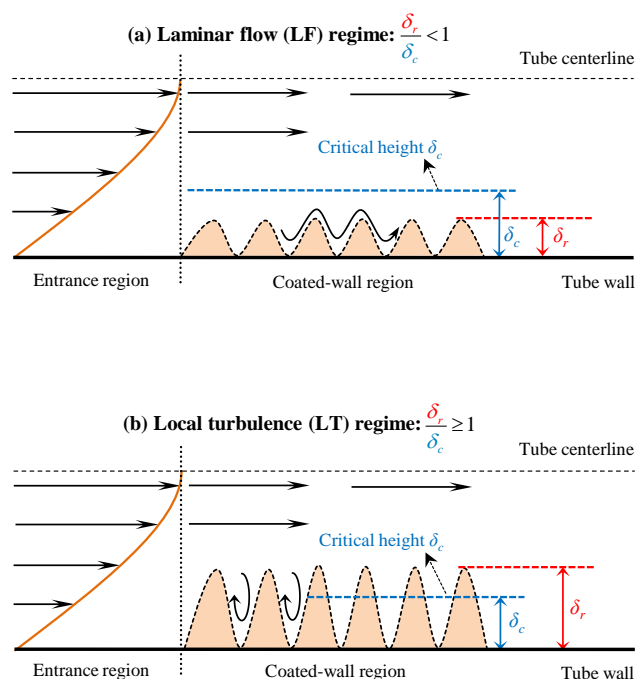 (a) Laminar flow (LF) regime: δr/δc < 1
Tube centerline
Critical height δc
δc
δr
Entrance region
Coated-wall region
Tube wall
(b) Local turbulence (LT) regime: δr/δc ≥ 1
Tube centerline
Critical height δc
δc
δr
Entrance region
Coated-wall region
Tube wall